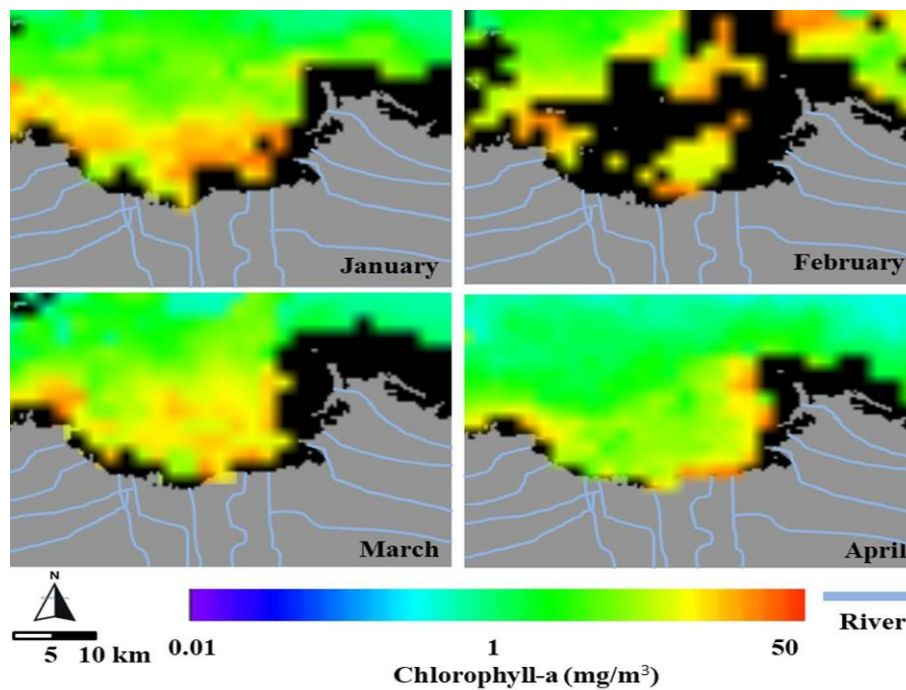 January
February
March
April
N
5 10 km
0.01 1 50
Chlorophyll-a (mg/m³)
River